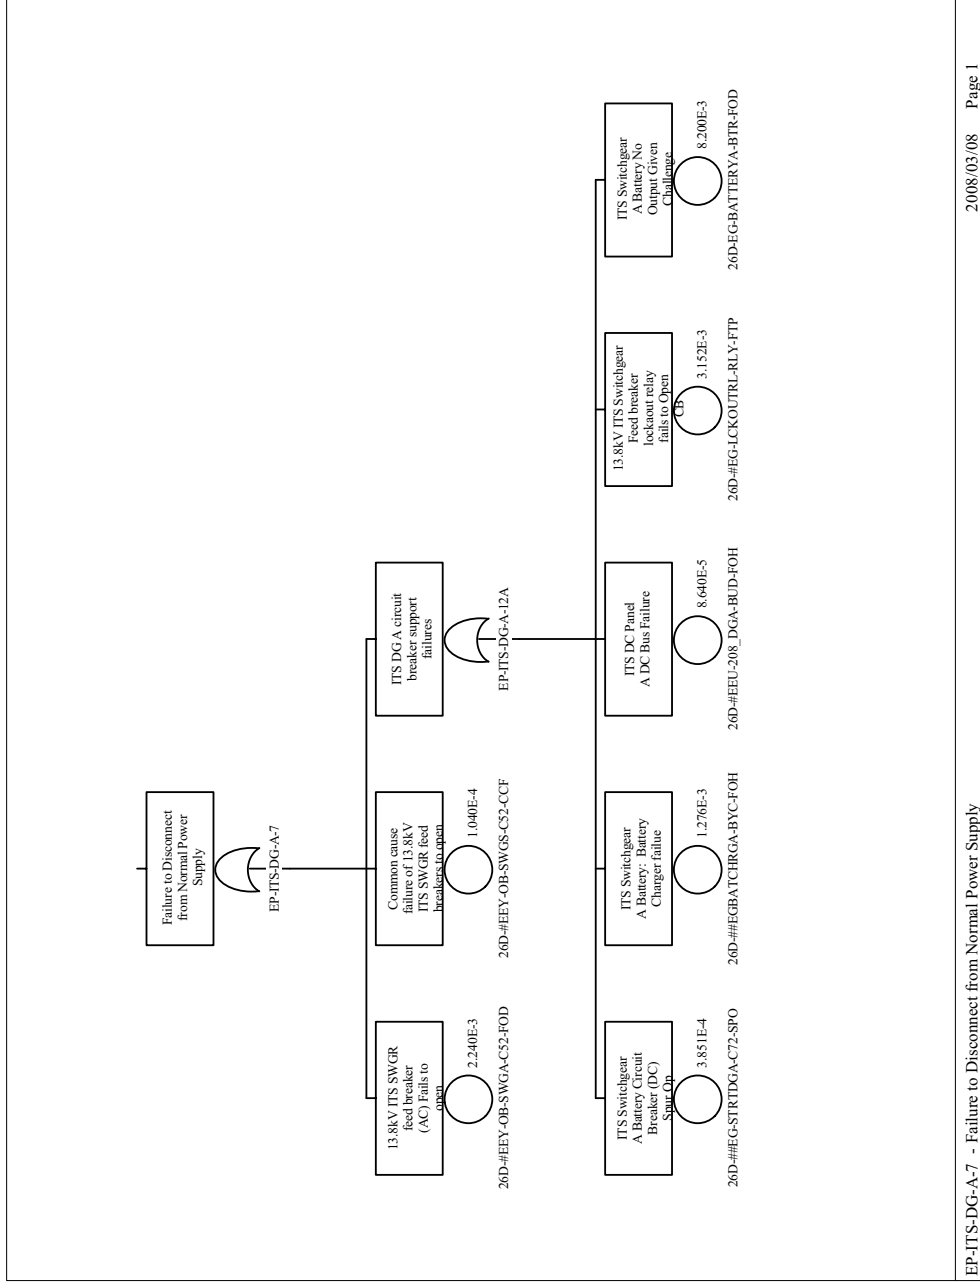 Failure to Disconnect
from Normal Power
Supply
EP-ITS-DG-A-7
13.8kV ITS SWGR
feed breaker
(AC) Fails to
open
2.240E-3
26D-#EEY-OB-SWGA-C52-FOD
Common cause
failure of 13.8kV
ITS SWGR feed
breakers to open
1.040E-4
26D-#EEY-OB-SWGS-C52-CCF
ITS DG A circuit
breaker support
failures
EP-ITS-DG-A-12A
ITS Switchgear
A Battery Circuit
Breaker (DC)
Spur Op
3.851E-4
26D-##EG-STRTDGA-C72-SPO
ITS Switchgear
A Battery: Battery
Charger failue
1.276E-3
26D-##EGBATCHRGA-BYC-FOH
ITS DC Panel
A DC Bus Failure
8.640E-5
26D-#EEU-208_DGA-BUD-FOH
13.8kV ITS Switchgear
Feed breaker
lockaout relay
fails to Open
CB
3.152E-3
26D-#EG-LCKOUTRL-RLY-FTP
ITS Switchgear
A Battery No
Output Given
Challenge
8.200E-3
26D-EG-BATTERYA-BTR-FOD
EP-ITS-DG-A-7 - Failure to Disconnect from Normal Power Supply
2008/03/08 Page 1